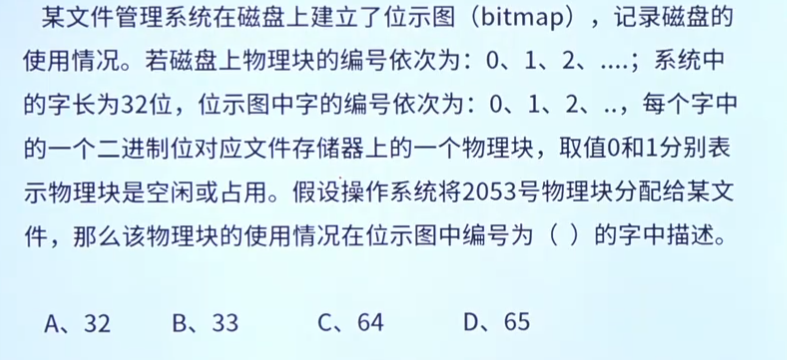 某文件管理系统在磁盘上建立了位示图（bitmap），记录磁盘的
使用情况。若磁盘上物理块的编号依次为：0、1、2、....；系统中
的字长为32位，位示图中字的编号依次为：0、1、2、..，每个字中
的一个二进制位对应文件存储器上的一个物理块，取值0和1分别表
示物理块是空闲或占用。假设操作系统将2053号物理块分配给某文
件，那么该物理块的使用情况在位示图中编号为（ ）的字中描述。
A、32 B、33 C、64 D、65